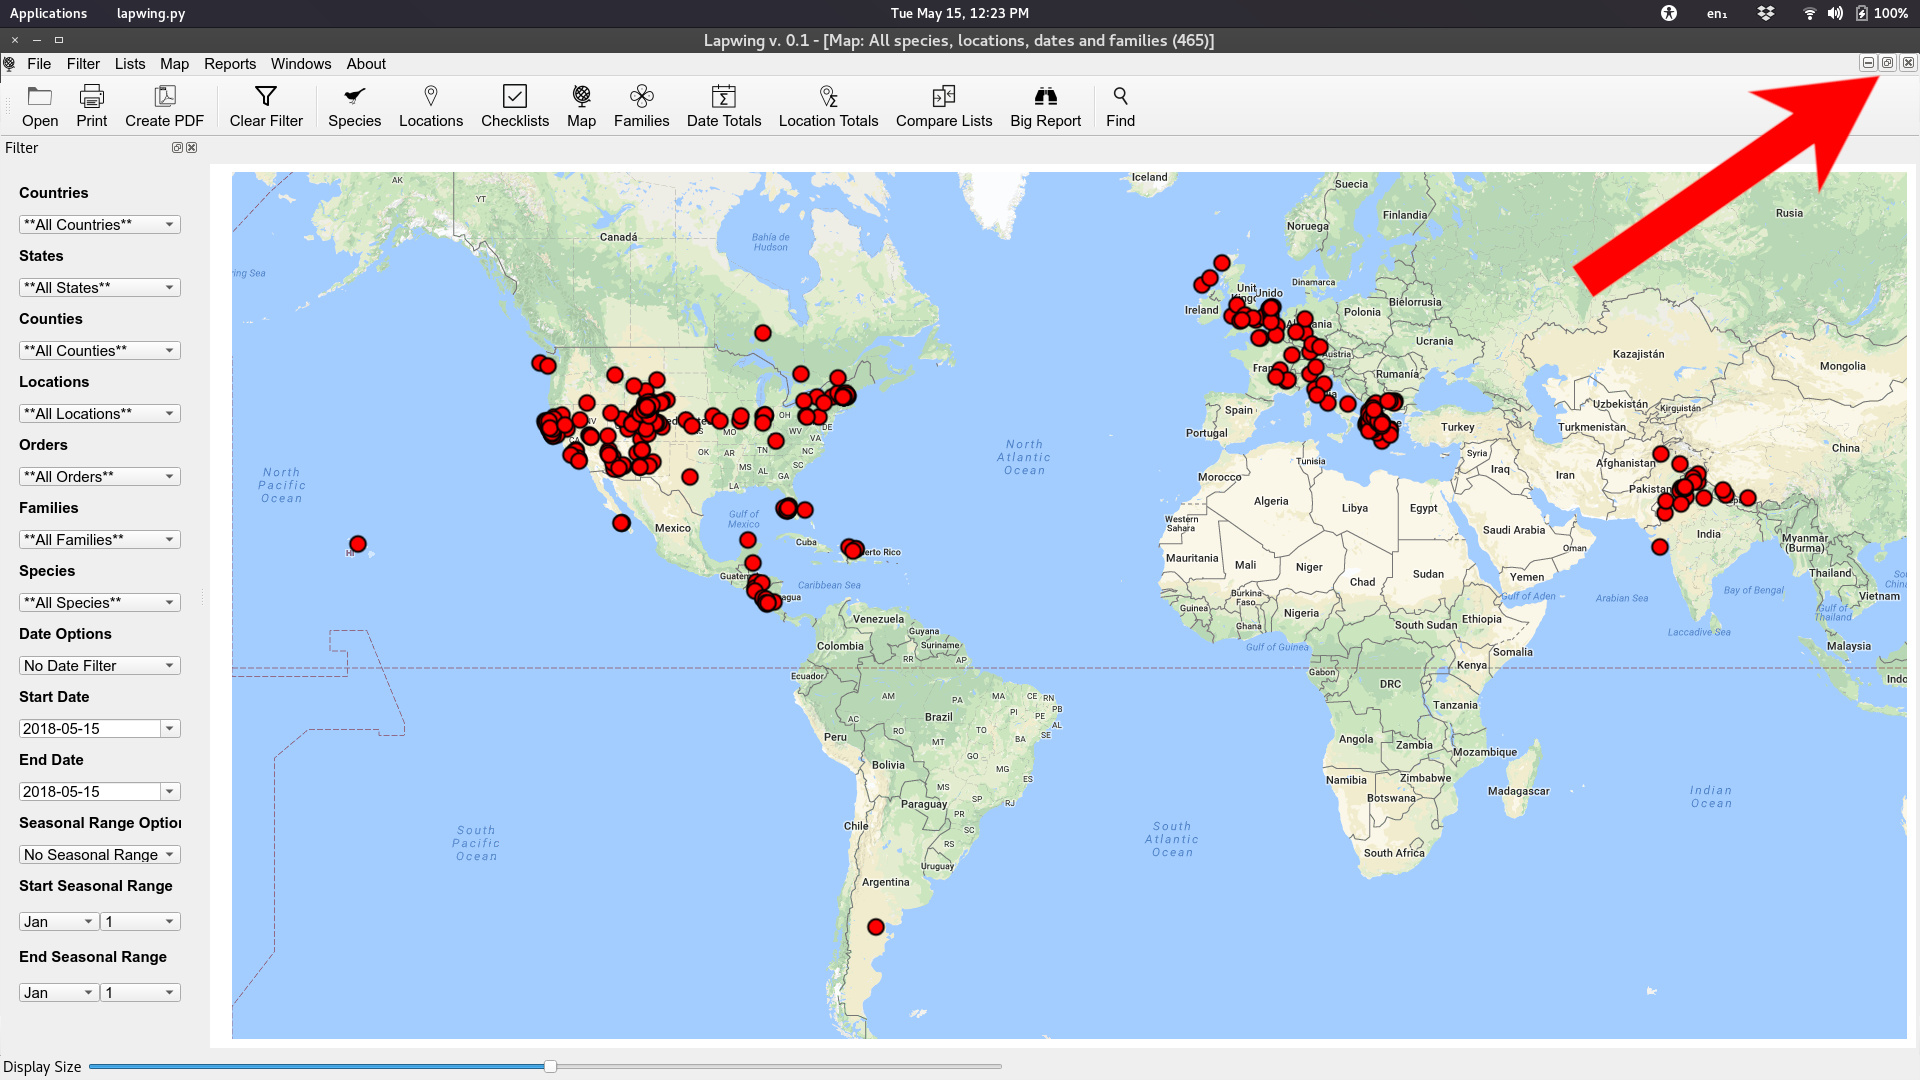 Applications lapwing.py Tue May 15, 12:23 PM en₁ 100%
Lapwing v. 0.1 - [Map: All species, locations, dates and families (465)]
File Filter Lists Map Reports Windows About
Open Print Create PDF Clear Filter Species Locations Checklists Map Families Date Totals Location Totals Compare Lists Big Report Find
Filter
Countries
**All Countries**
States
**All States**
Counties
**All Counties**
Locations
**All Locations**
Orders
**All Orders**
Families
**All Families**
Species
**All Species**
Date Options
No Date Filter
Start Date
2018-05-15
End Date
2018-05-15
Seasonal Range Option
No Seasonal Range
Start Seasonal Range
Jan 1
End Seasonal Range
Jan 1
Display Size
AK
YT
Canadá
Bahía de
Hudson
ring Sea
Iceland
Suecia
Noruega
Finlandia
Rusia
Dinamarca
Unido
Ireland
Bielorrusia
Polonia
Ucrania
Austria
Rumanía
Kazajistán
Mongolia
Uzbekistán
Kirguistán
Turkmenistan
Spain
Portugal
Turkey
Syria
Iraq
Iran
Afghanistan
Pakistan
China
India
Myanmar
(Burma)
Thailand
Vietnam
Malaysia
Indo
OH
WV
VA
DE
MO
TN
NC
OK
AR
MS
AL
SC
GA
LA
North
Pacific
Ocean
North
Atlantic
Ocean
Gulf of
Mexico
Mexico
Cuba
Puerto Rico
Guatem
agua
Caribbean Sea
Venezuela
Guyana
Suriname
Colombia
RR
AP
Ecuador
AM
PA
MA
CE
RN
PB
PI
PE
AL
SE
AC
RO
TO
BA
MT
GO
MG
ES
MS
SP
RJ
PR
SC
RS
Brazil
Peru
Bolivia
Paraguay
Chile
Uruguay
Argentina
South
Pacific
Ocean
South
Atlantic
Ocean
Indian
Ocean
Morocco
Tunisia
Algeria
Libya
Egypt
Western
Sahara
Mauritania
Mali
Niger
Chad
Sudan
Saudi Arabia
Oman
Yemen
Gulf of Aden
Arabian Sea
Bay of Bengal
Gulf of
Thailand
Laccadive Sea
Guinea
Burkina
Faso
Ghana
Nigeria
South Sudan
Ethiopia
Somalia
Gulf of Guinea
Gabon
DRC
Kenya
Tanzania
Angola
Zambia
Mozambique
Namibia
Zimbabwe
Botswana
Madagascar
South Africa